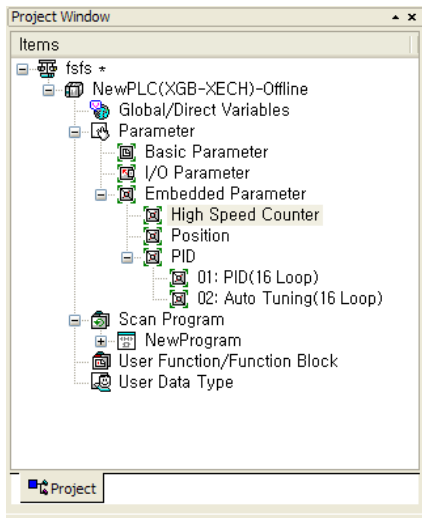 Project Window
Items
fsfs *
NewPLC(XGB-XECH)-Offline
Global/Direct Variables
Parameter
Basic Parameter
I/O Parameter
Embedded Parameter
High Speed Counter
Position
PID
01: PID(16 Loop)
02: Auto Tuning(16 Loop)
Scan Program
NewProgram
User Function/Function Block
User Data Type
Project